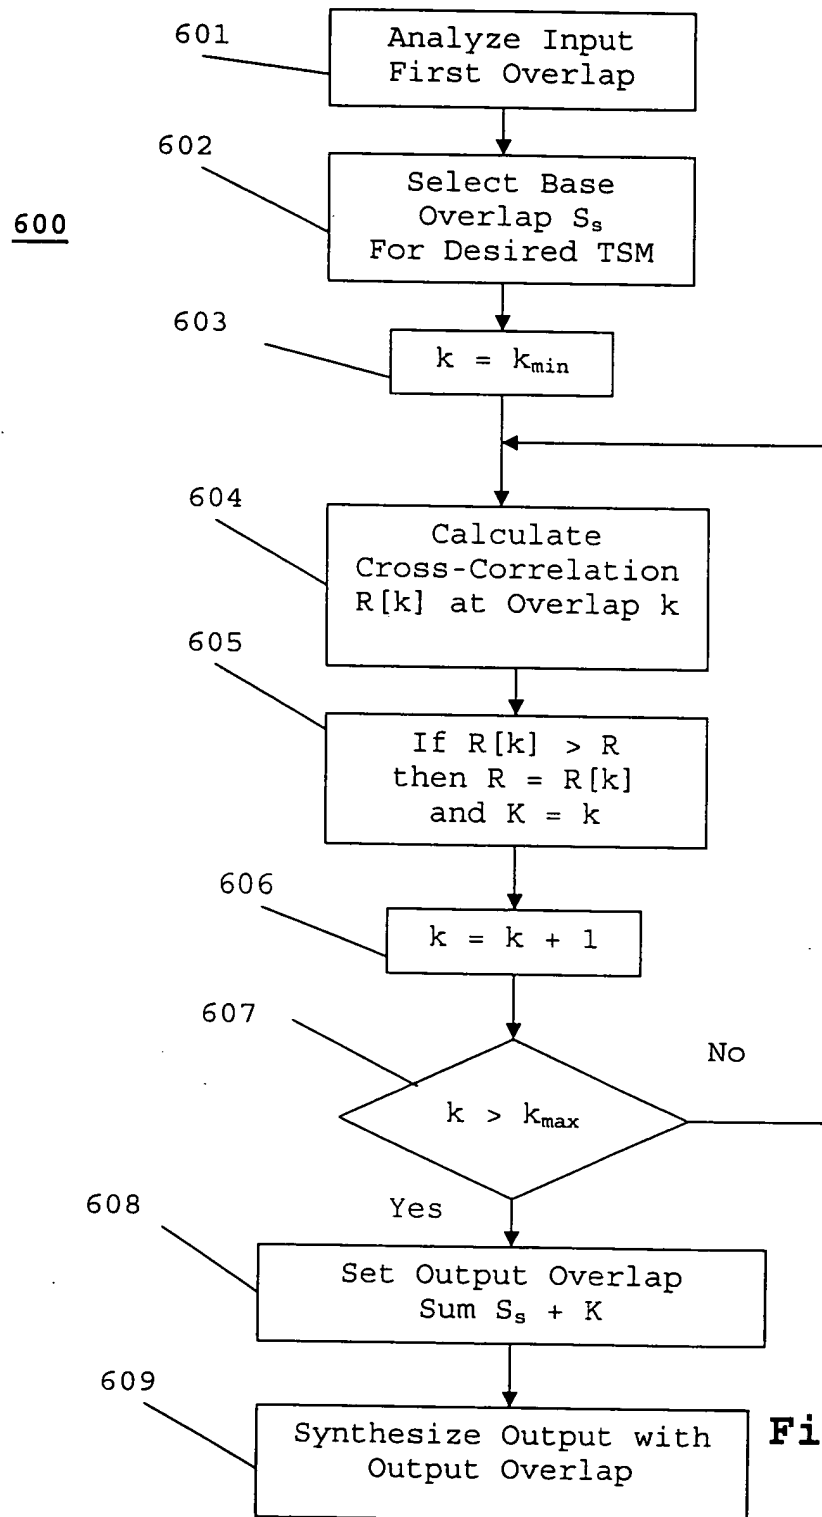 601
Analyze Input
First Overlap
602
Select Base
Overlap Ss
For Desired TSM
600
603
k = kmin
604
Calculate
Cross-Correlation
R[k] at Overlap k
605
If R[k] > R
then R = R[k]
and K = k
606
k = k + 1
607
No
k > kmax
Yes
608
Set Output Overlap
Sum Ss + K
609
Synthesize Output with
Output Overlap
Fi